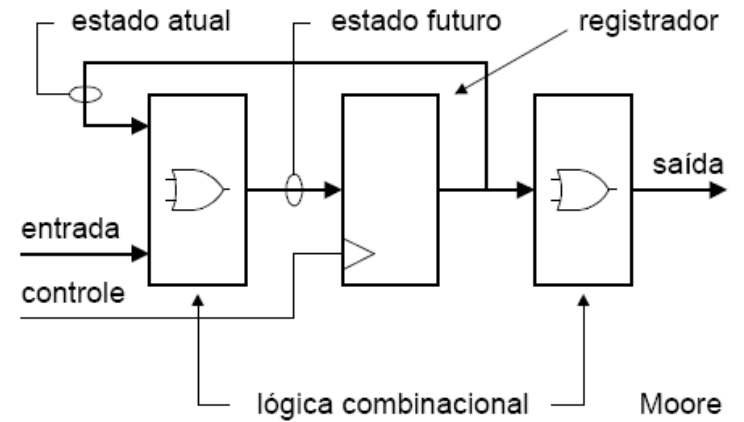 estado atual
estado futuro
registrador
saída
entrada
controle
lógica combinacional
Moore